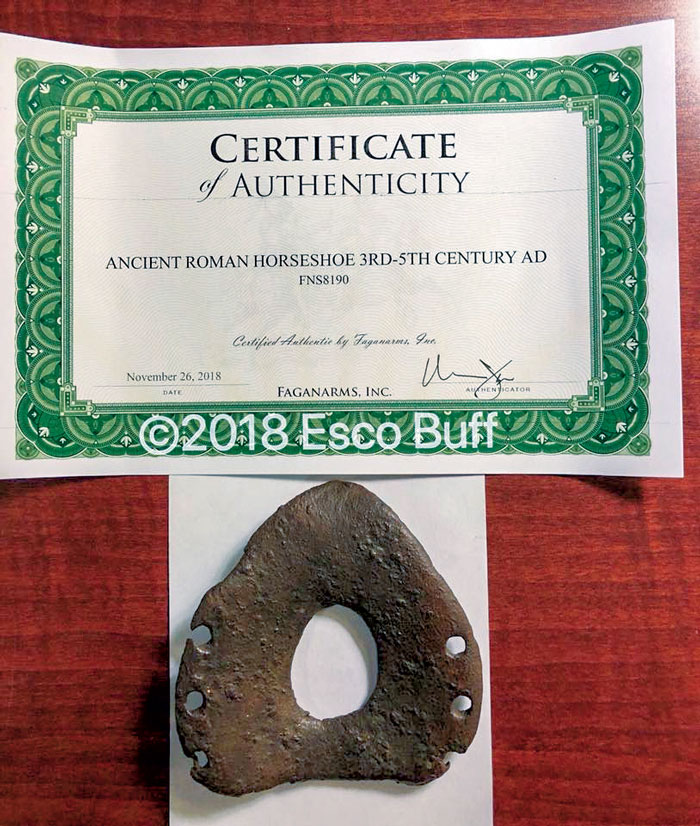 CERTIFICATE
of AUTHENTICITY
ANCIENT ROMAN HORSESHOE 3RD-5TH CENTURY AD
FNS8190
Certified Authentic by Faganarms, Inc.
November 26, 2018
DATE
FAGANARMS, INC.
AUTHENTICATOR
©2018 Esco Buff